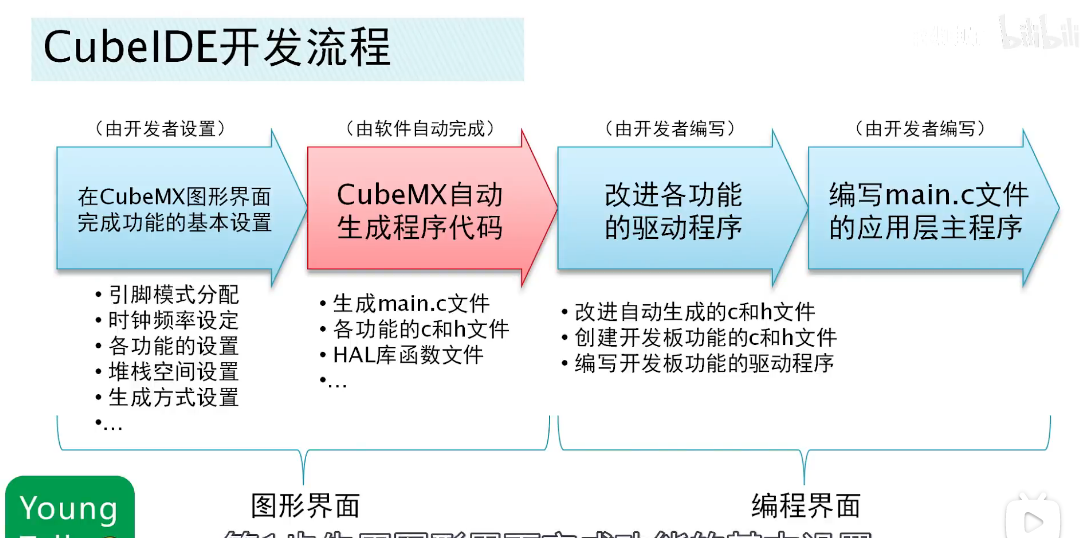 CubeIDE开发流程
bilibili
（由开发者设置）
（由软件自动完成）
（由开发者编写）
（由开发者编写）
在CubeMX图形界面
完成功能的基本设置
CubeMX自动
生成程序代码
改进各功能
的驱动程序
编写main.c文件
的应用层主程序
• 引脚模式分配
• 时钟频率设定
• 各功能的设置
• 堆栈空间设置
• 生成方式设置
•...
• 生成main.c文件
• 各功能的c和h文件
• HAL库函数文件
•...
• 改进自动生成的c和h文件
• 创建开发板功能的c和h文件
• 编写开发板功能的驱动程序
图形界面
编程界面
Young